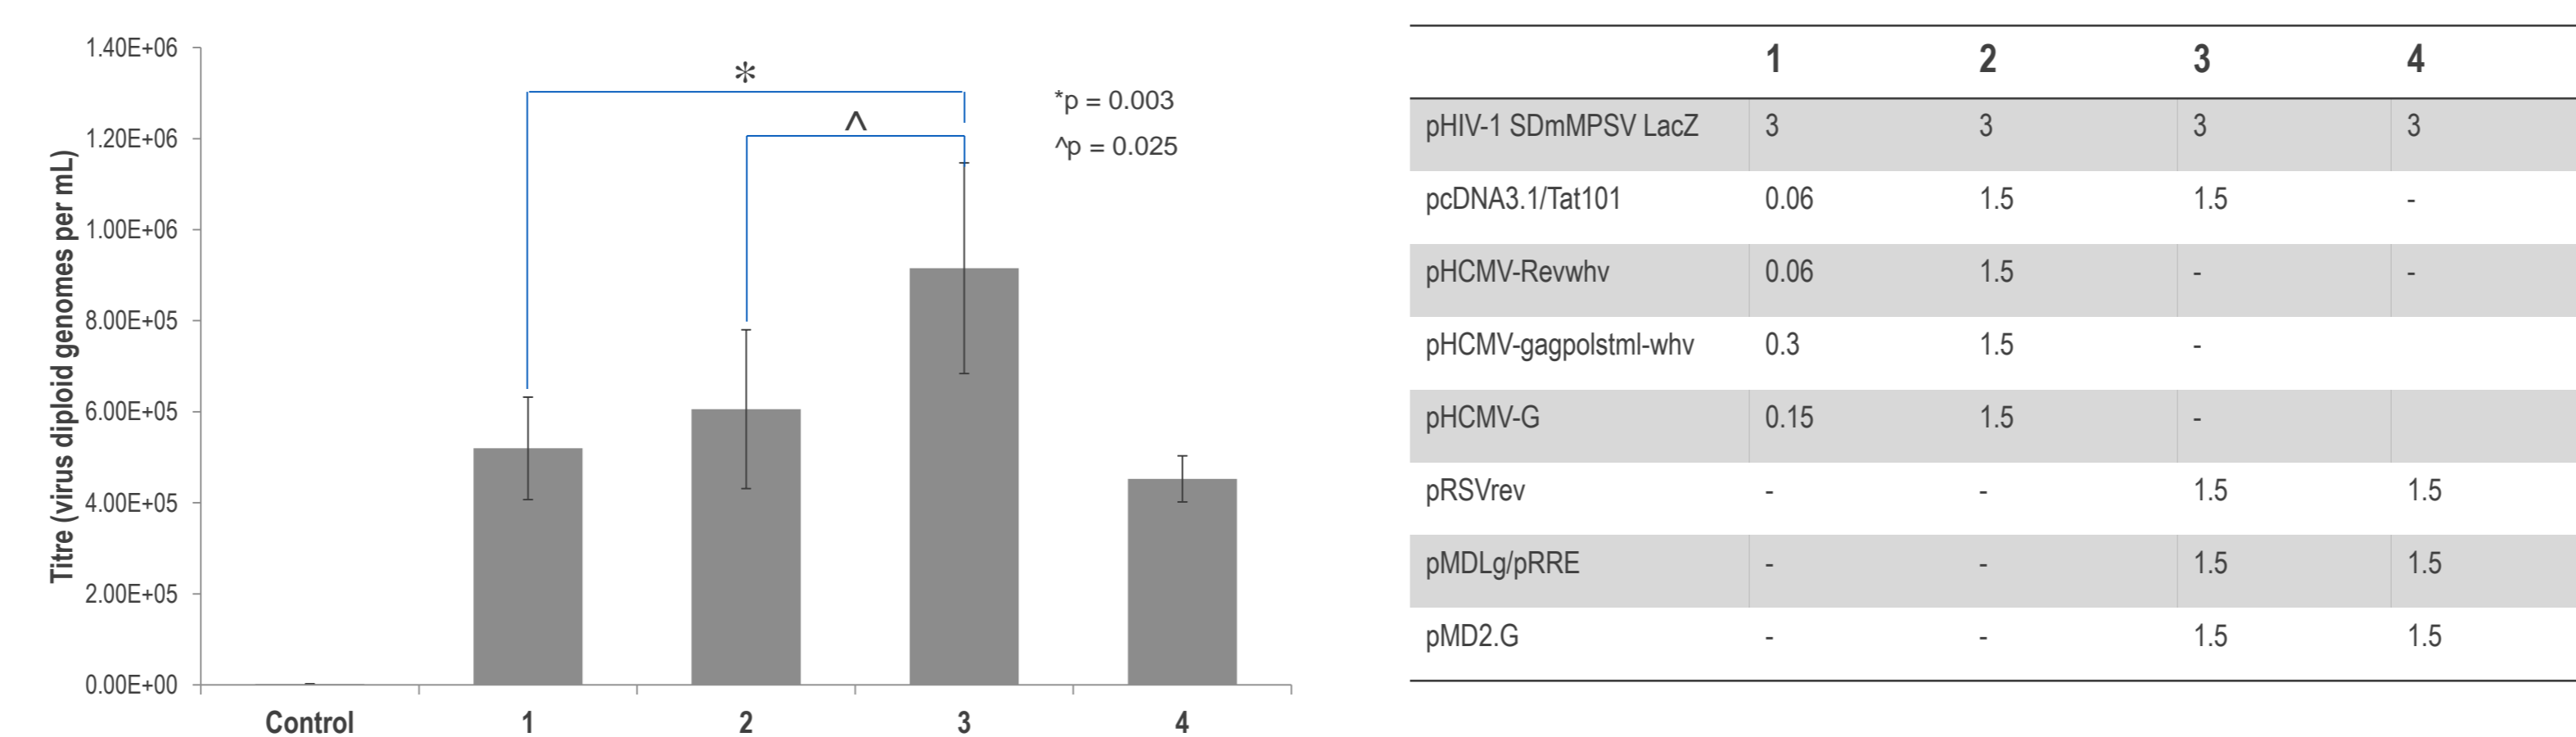 1.40E+06
1.20E+06
1.00E+06
8.00E+05
6.00E+05
4.00E+05
2.00E+05
0.00E+00
Titre (virus diploid genomes per mL)
*
^
*p = 0.003
^p = 0.025
Control 1 2 3 4
1 2 3 4
pHIV-1 SDmMPSV LacZ 3 3 3 3
pcDNA3.1/Tat101 0.06 1.5 1.5 -
pHCMV-Revwhv 0.06 1.5 - -
pHCMV-gagpolstml-whv 0.3 1.5 -
pHCMV-G 0.15 1.5 -
pRSVrev - - 1.5 1.5
pMDLg/pRRE - - 1.5 1.5
pMD2.G - - 1.5 1.5